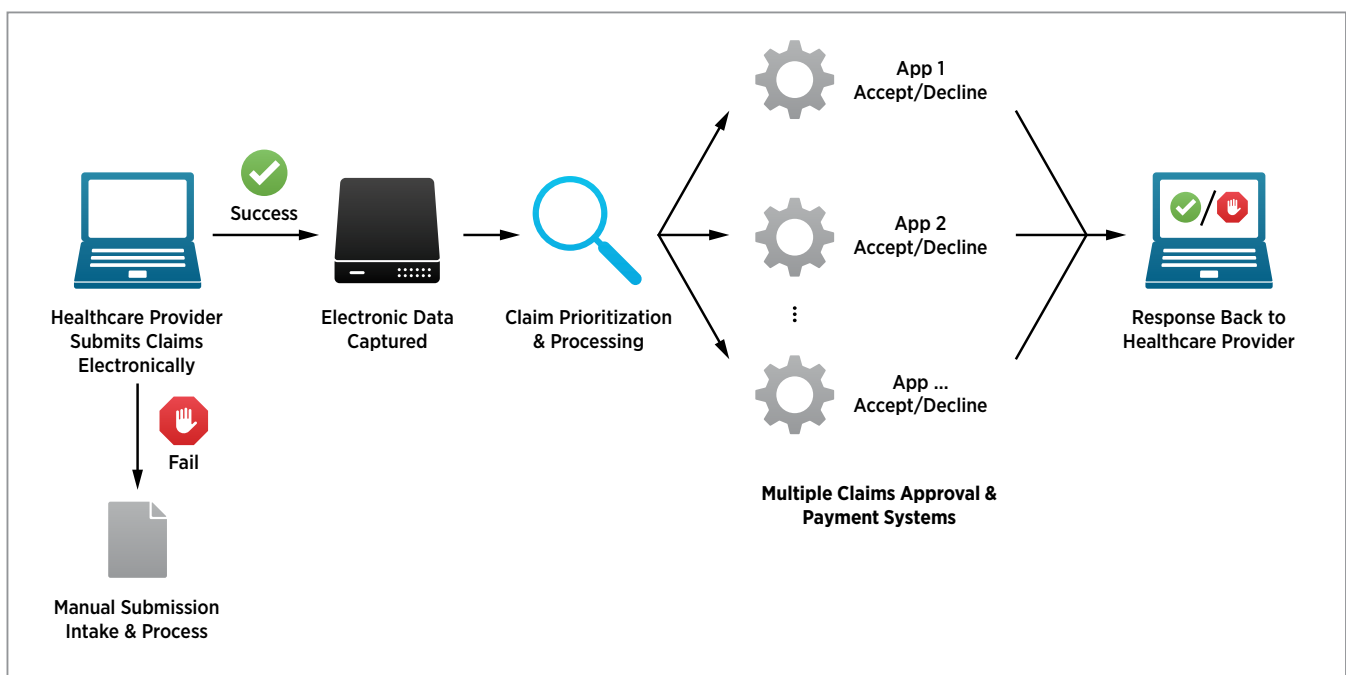 App 1
Accept/Decline
Success
App 2
Accept/Decline
Healthcare Provider
Submits Claims
Electronically
Electronic Data
Captured
Claim Prioritization
& Processing
Response Back to
Healthcare Provider
App ...
Accept/Decline
Fail
Multiple Claims Approval &
Payment Systems
Manual Submission
Intake & Process